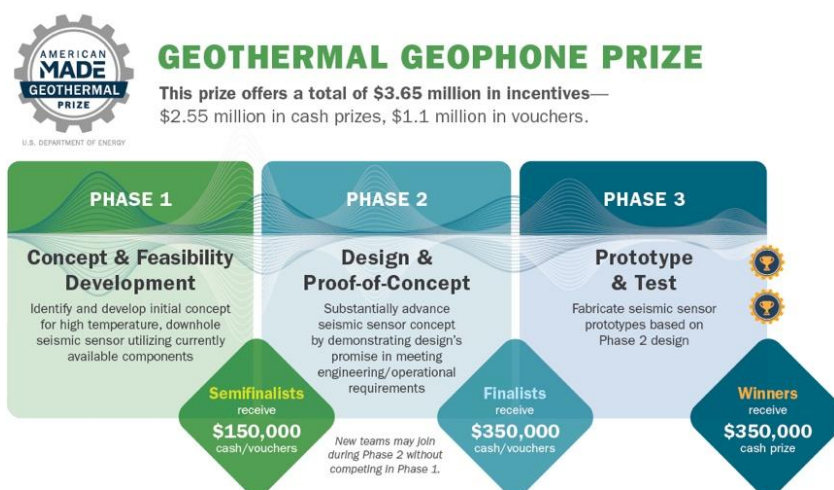 AMERICAN
MADE
GEOTHERMAL
PRIZE
U.S. DEPARTMENT OF ENERGY
GEOTHERMAL GEOPHONE PRIZE
This prize offers a total of $3.65 million in incentives—
$2.55 million in cash prizes, $1.1 million in vouchers.
PHASE 1
Concept & Feasibility
Development
Identify and develop initial concept
for high temperature, downhole
seismic sensor utilizing currently
available components
Semifinalists
receive
$150,000
cash/vouchers
PHASE 2
Design &
Proof-of-Concept
Substantially advance
seismic sensor concept
by demonstrating design's
promise in meeting
engineering/operational
requirements
New teams may join
during Phase 2 without
competing in Phase 1.
Finalists
receive
$350,000
cash/vouchers
PHASE 3
Prototype
& Test
Fabricate seismic sensor
prototypes based on
Phase 2 design
Winners
receive
$350,000
cash prize